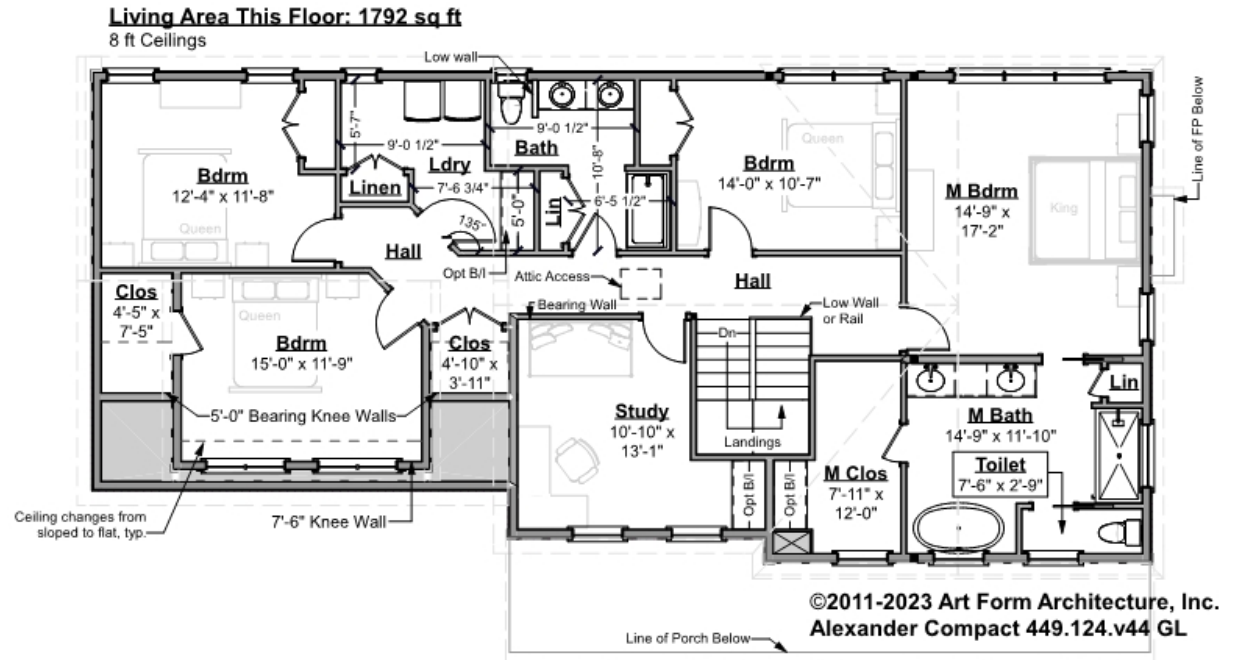 Living Area This Floor: 1792 sq ft
8 ft Ceilings
Low wall
Line of FP Below
5'-7"
9'-0 1/2"
Ldry
Linen
7'-6 3/4"
9'-0 1/2"
Bath
10'-8"
Lin
6'-5 1/2"
5'-0"
135°
Opt B/I
Bdrm
12'-4" x 11'-8"
Queen
Queen
Bdrm
14'-0" x 10'-7"
M Bdrm
14'-9" x
17'-2"
King
Hall
Attic Access
Hall
Bearing Wall
Low Wall
or Rail
Clos
4'-5" x
7'-5"
Queen
Bdrm
15'-0" x 11'-9"
Clos
4'-10" x
3'-11"
Dn
Landings
5'-0" Bearing Knee Walls
Study
10'-10" x
13'-1"
Opt B/I
Opt B/I
M Clos
7'-11" x
12'-0"
Lin
M Bath
14'-9" x 11'-10"
Toilet
7'-6" x 2'-9"
Ceiling changes from
sloped to flat, typ.
7'-6" Knee Wall
©2011-2023 Art Form Architecture, Inc.
Alexander Compact 449.124.v44 GL
Line of Porch Below